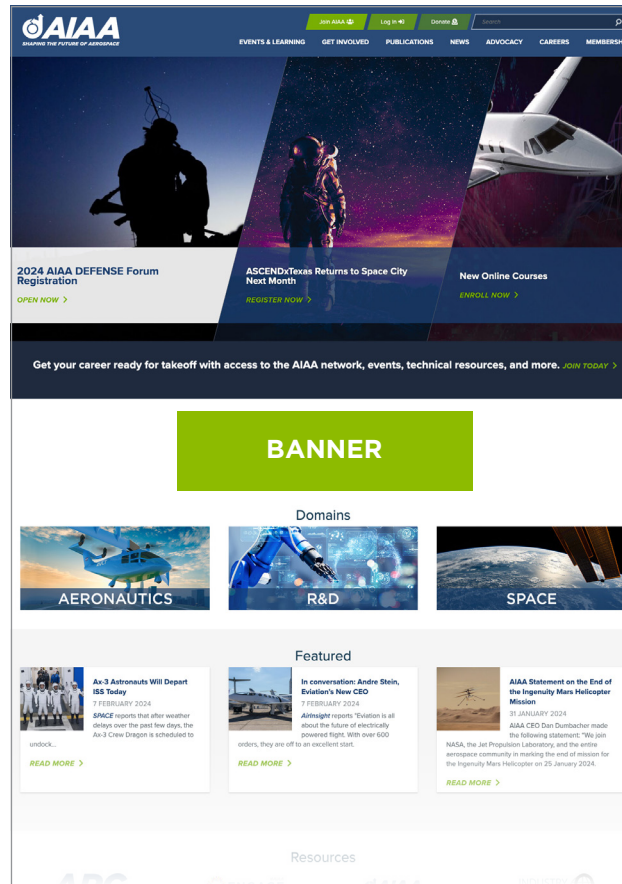 AIAA
SHAPING THE FUTURE OF AEROSPACE
Join AIAA
Log In
Donate
Search
EVENTS & LEARNING GET INVOLVED PUBLICATIONS NEWS ADVOCACY CAREERS MEMBERSH
2024 AIAA DEFENSE Forum
Registration
OPEN NOW >
ASCENDxTexas Returns to Space City
Next Month
REGISTER NOW >
New Online Courses
ENROLL NOW >
Get your career ready for takeoff with access to the AIAA network, events, technical resources, and more. JOIN TODAY >
BANNER
Domains
AERONAUTICS
R&D
SPACE
Featured
Ax-3 Astronauts Will Depart
ISS Today
7 FEBRUARY 2024
SPACE reports that after weather
delays over the past few days, the
Ax-3 Crew Dragon is scheduled to
undock...
READ MORE >
In conversation: Andre Stein,
Eviation's New CEO
7 FEBRUARY 2024
AirInsight reports "Eviation is all
about the future of electrically
powered flight. With over 600
orders, they are off to an excellent start.
READ MORE >
AIAA Statement on the End of
the Ingenuity Mars Helicopter
Mission
31 JANUARY 2024
AIAA CEO Dan Dumbacher made
the following statement: "We join
NASA, the Jet Propulsion Laboratory, and the entire
aerospace community in marking the end of mission for
the Ingenuity Mars Helicopter on 25 January 2024.
READ MORE >
Resources